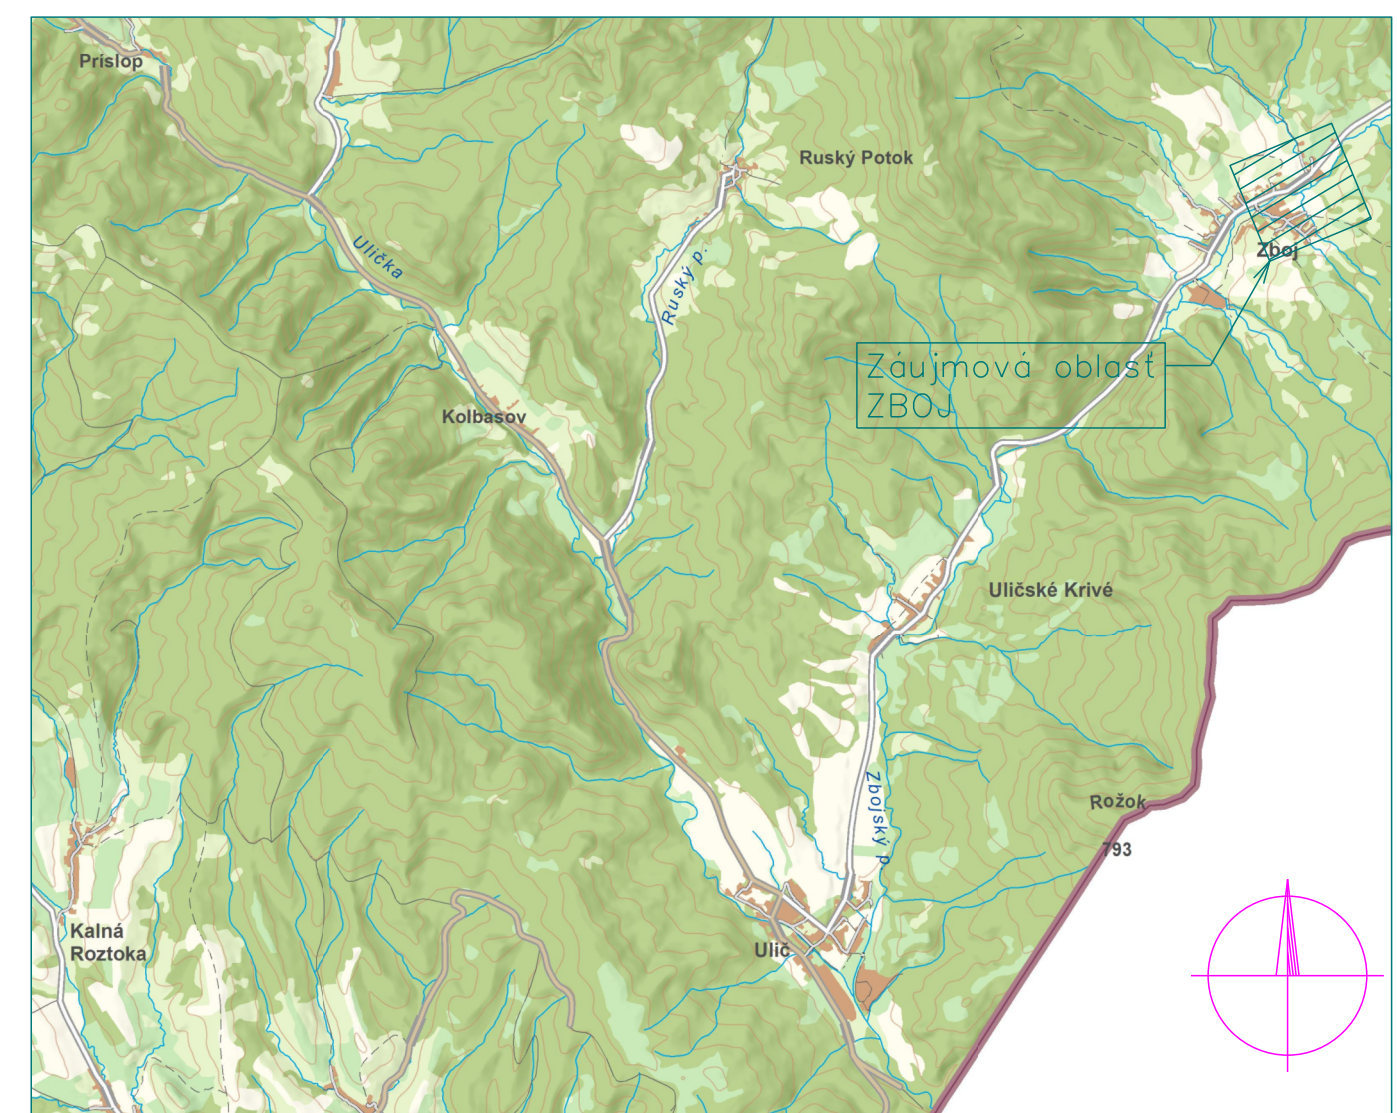 Príslop
Ruský Potok
Ulička
Ruský p.
Zboj
Záujmová oblasť
ZBOJ
Kolbasov
Uličské Krivé
Zbojský p.
Rožok
793
Kalná
Roztoka
Ulič